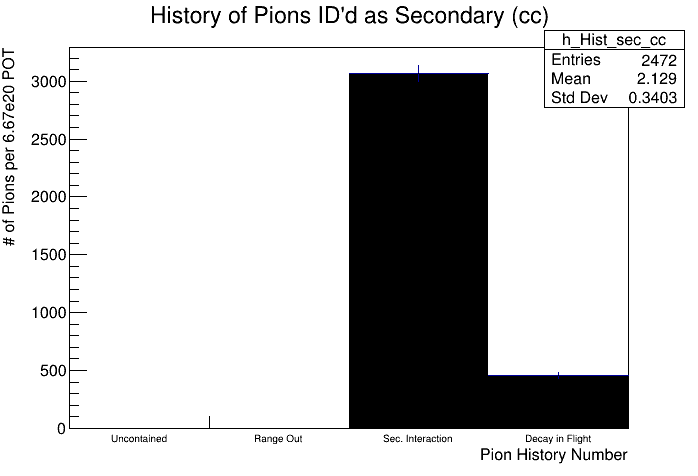 History of Pions ID'd as Secondary (cc)
h_Hist_sec_cc
Entries 2472
Mean 2.129
Std Dev 0.3403
# of Pions per 6.67e20 POT
3000
2500
2000
1500
1000
500
0
Uncontained Range Out Sec. Interaction Decay in Flight
Pion History Number